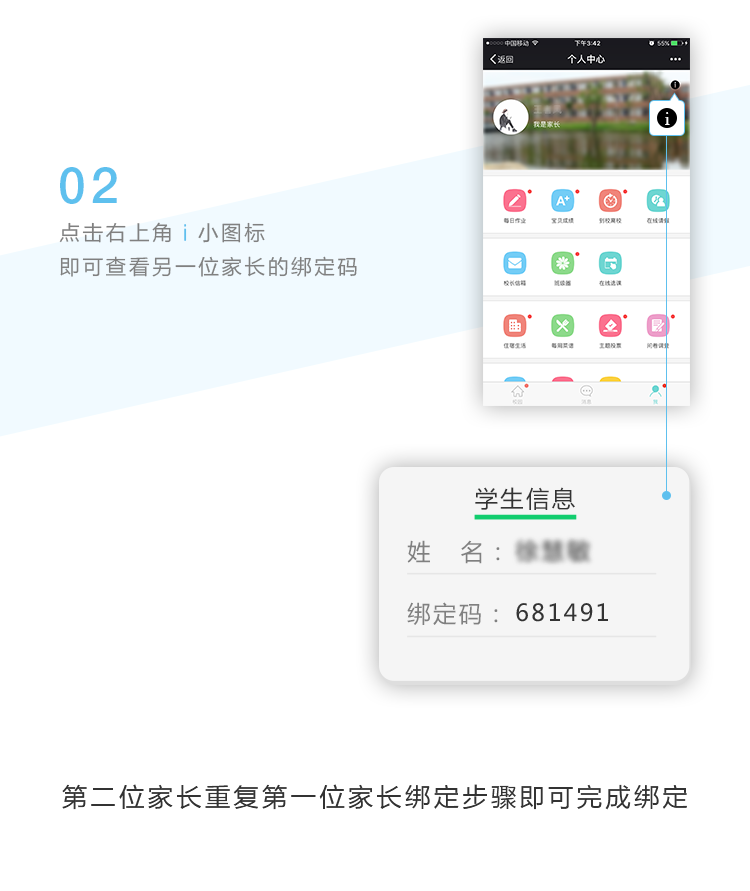 中国移动
下午3:42
55%
返回
个人中心
我是家长
i
每日作业
宝贝成绩
到校离校
在线请假
校长信箱
班级圈
在线选课
住宿生活
每周菜谱
主题投票
问卷调查
校园
消息
我
02
点击右上角 i 小图标
即可查看另一位家长的绑定码
学生信息
姓 名：
绑定码： 681491
第二位家长重复第一位家长绑定步骤即可完成绑定